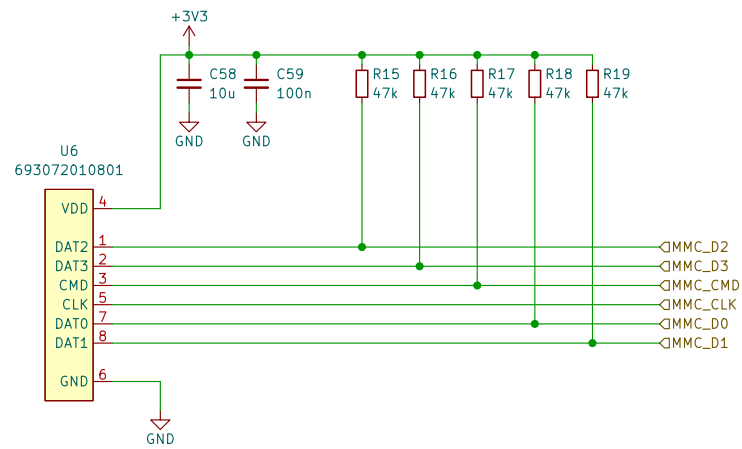 +3V3
C58
10u
C59
100n
R15
47k
R16
47k
R17
47k
R18
47k
R19
47k
GND
GND
U6
693072010801
VDD 4
DAT2 1 MMC_D2
DAT3 2 MMC_D3
CMD 3 MMC_CMD
CLK 5 MMC_CLK
DAT0 7 MMC_D0
DAT1 8 MMC_D1
GND 6
GND